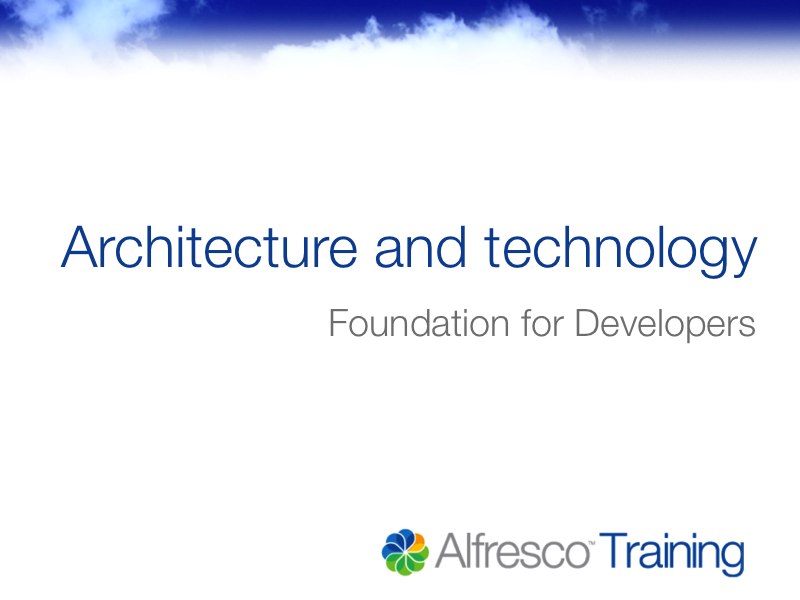 Architecture and technology
Foundation for Developers
Alfresco™ Training